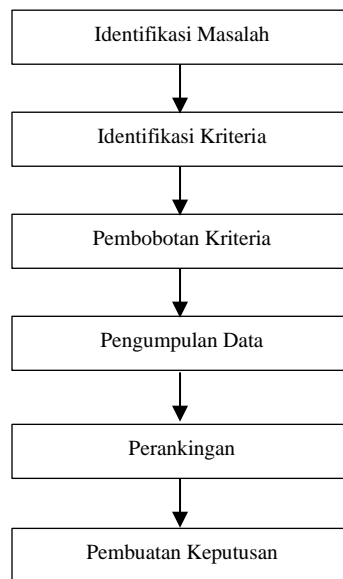 Identifikasi Masalah
Identifikasi Kriteria
Pembobotan Kriteria
Pengumpulan Data
Perankingan
Pembuatan Keputusan